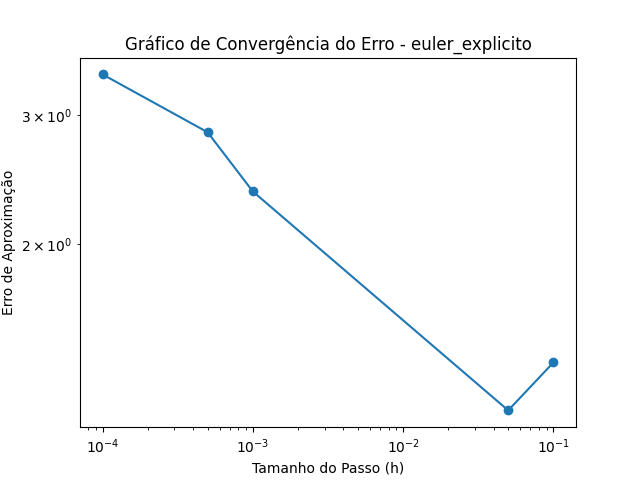 Gráfico de Convergência do Erro - euler_explicito
Erro de Aproximação
3 × 10⁰
2 × 10⁰
10⁻⁴
10⁻³
10⁻²
10⁻¹
Tamanho do Passo (h)